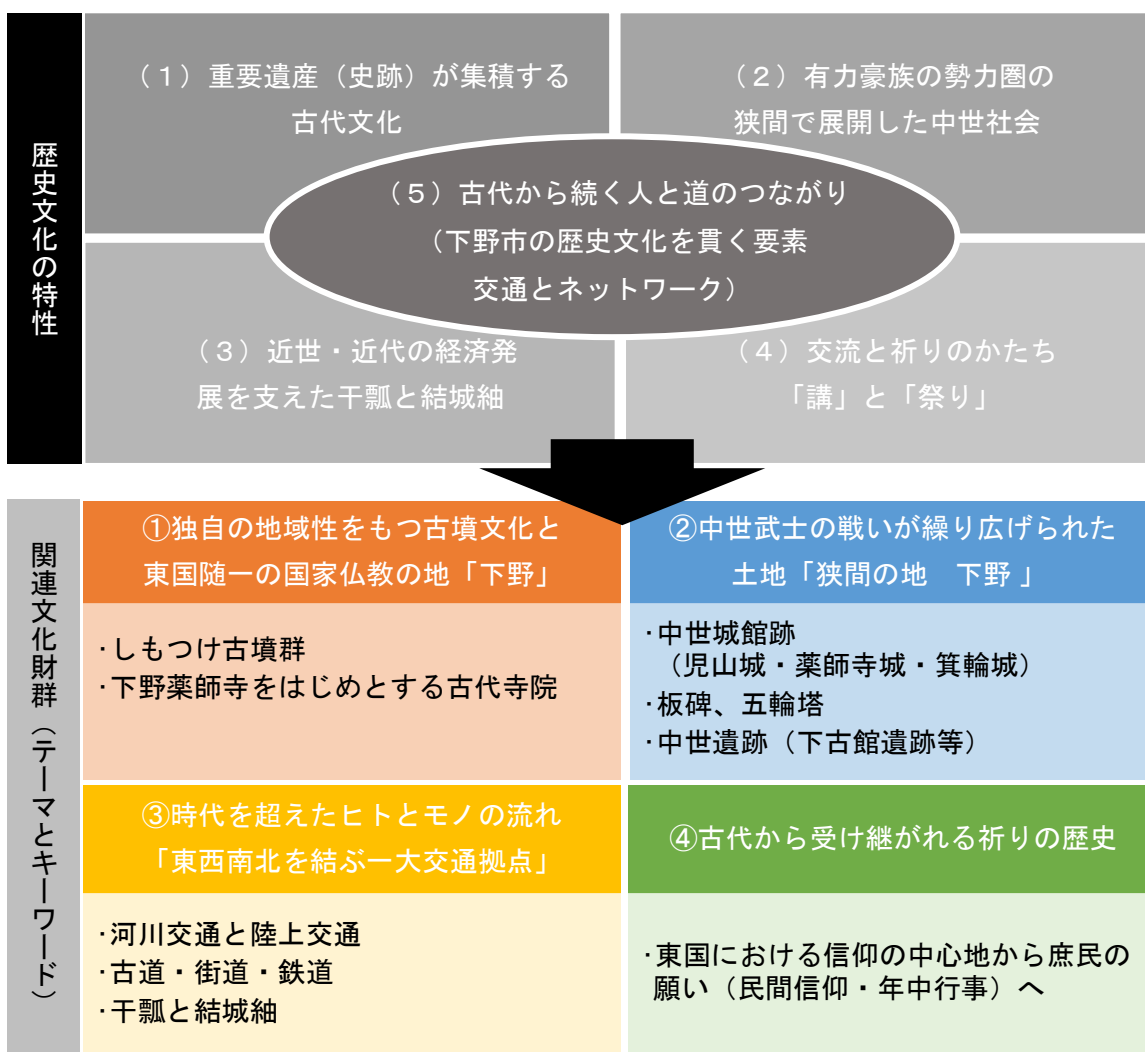 歴史文化の特性
（１）重要遺産（史跡）が集積する
古代文化
（２）有力豪族の勢力圏の
狭間で展開した中世社会
（５）古代から続く人と道のつながり
（下野市の歴史文化を貫く要素
交通とネットワーク）
（３）近世・近代の経済発
展を支えた干瓢と結城紬
（４）交流と祈りのかたち
「講」と「祭り」
関連文化財群（テーマとキーワード）
①独自の地域性をもつ古墳文化と
東国随一の国家仏教の地「下野」
・しもつけ古墳群
・下野薬師寺をはじめとする古代寺院
②中世武士の戦いが繰り広げられた
土地「狭間の地　下野 」
・中世城館跡
（児山城・薬師寺城・箕輪城）
・板碑、五輪塔
・中世遺跡（下古館遺跡等）
③時代を超えたヒトとモノの流れ
「東西南北を結ぶ一大交通拠点」
・河川交通と陸上交通
・古道・街道・鉄道
・干瓢と結城紬
④古代から受け継がれる祈りの歴史
・東国における信仰の中心地から庶民の
願い（民間信仰・年中行事）へ